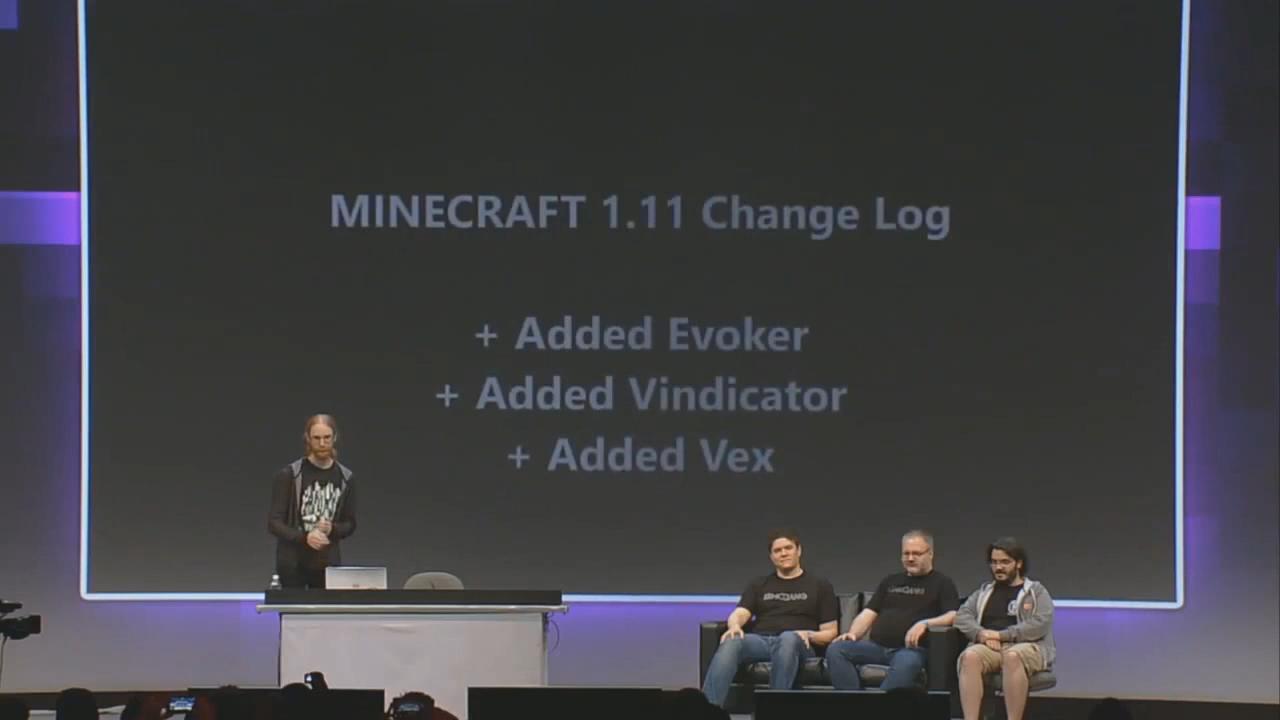 MINECRAFT 1.11 Change Log
+ Added Evoker
+ Added Vindicator
+ Added Vex